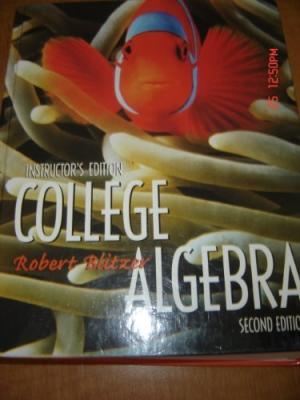 12:50PM
INSTRUCTOR'S EDITION
COLLEGE
Robert Blitzer
ALGEBRA
SECOND EDITION